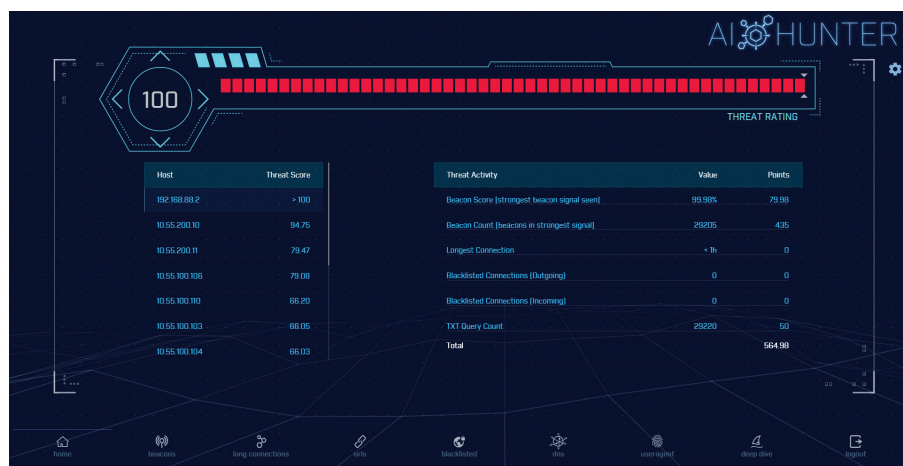 AI HUNTER
100
THREAT RATING
Host Threat Score
192.168.88.2 > 100
10.55.200.10 94.75
10.55.200.11 79.47
10.55.100.106 79.08
10.55.100.110 66.20
10.55.100.103 66.05
10.55.100.104 66.03
Threat Activity Value Points
Beacon Score [strongest beacon signal seen] 99.98% 79.98
Beacon Count [beacons in strongest signal] 29205 435
Longest Connection < 1h 0
Blacklisted Connections [Outgoing] 0 0
Blacklisted Connections [Incoming] 0 0
TXT Query Count 29220 50
Total 564.98
home beacons long connections urls blacklisted dns useragent deep dive logout